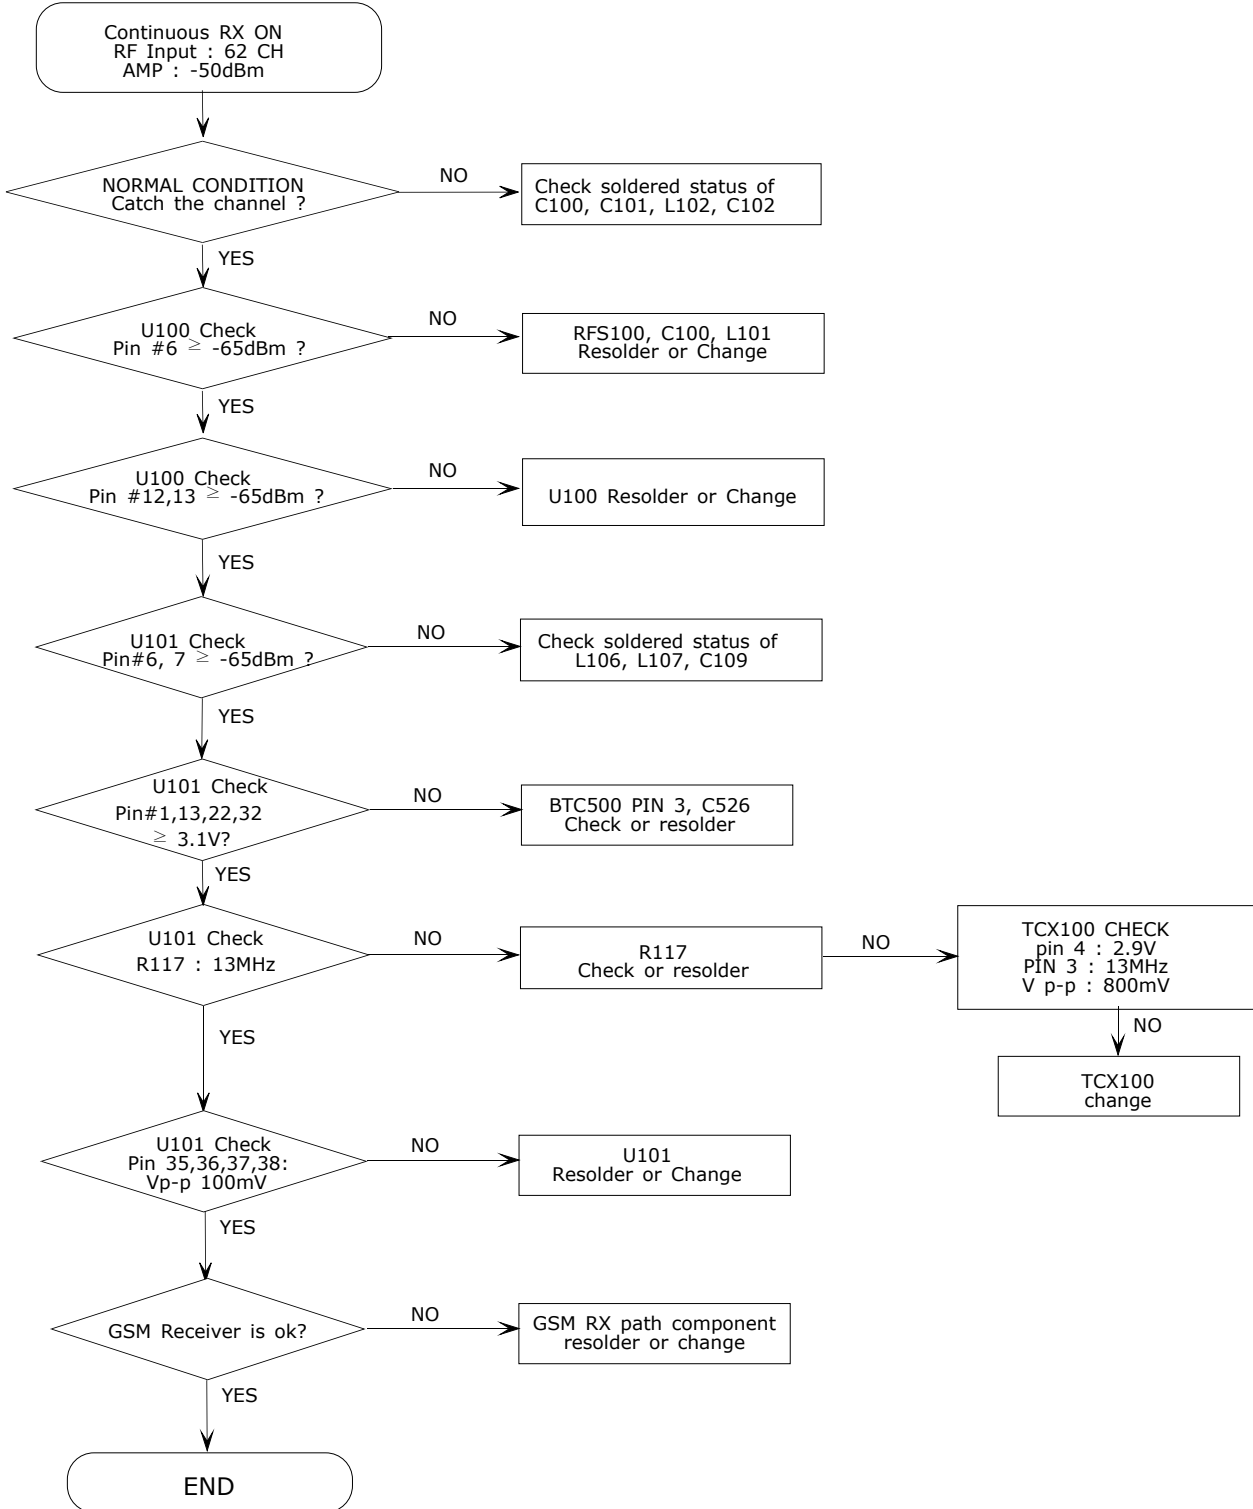 Continuous RX ON
RF Input : 62 CH
AMP : -50dBm
NORMAL CONDITION
Catch the channel ?
NO
Check soldered status of
C100, C101, L102, C102
YES
U100 Check
Pin #6 ≥ -65dBm ?
NO
RFS100, C100, L101
Resolder or Change
YES
U100 Check
Pin #12,13 ≥ -65dBm ?
NO
U100 Resolder or Change
YES
U101 Check
Pin#6, 7 ≥ -65dBm ?
NO
Check soldered status of
L106, L107, C109
YES
U101 Check
Pin#1,13,22,32
≥ 3.1V?
NO
BTC500 PIN 3, C526
Check or resolder
YES
U101 Check
R117 : 13MHz
NO
R117
Check or resolder
NO
TCX100 CHECK
pin 4 : 2.9V
PIN 3 : 13MHz
V p-p : 800mV
NO
TCX100
change
YES
U101 Check
Pin 35,36,37,38:
Vp-p 100mV
NO
U101
Resolder or Change
YES
GSM Receiver is ok?
NO
GSM RX path component
resolder or change
YES
END